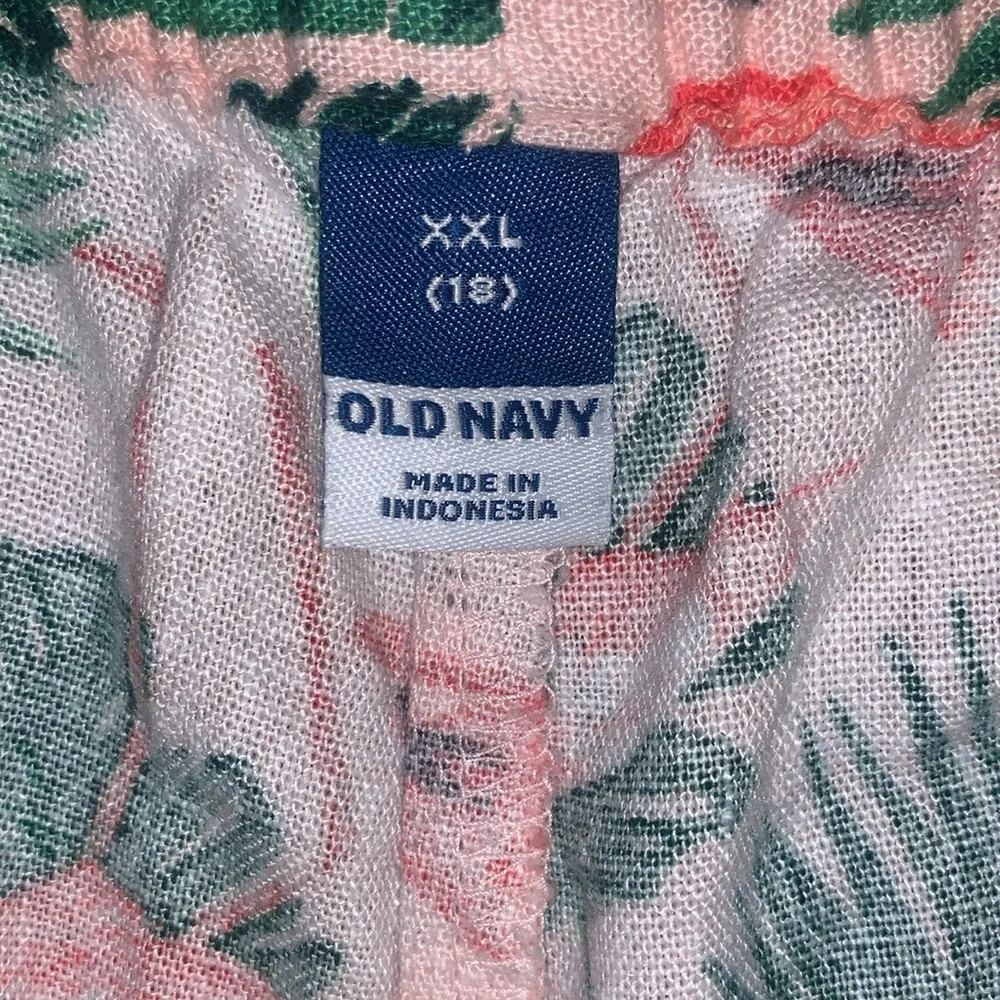 XXL
(18)
OLD NAVY
MADE IN
INDONESIA